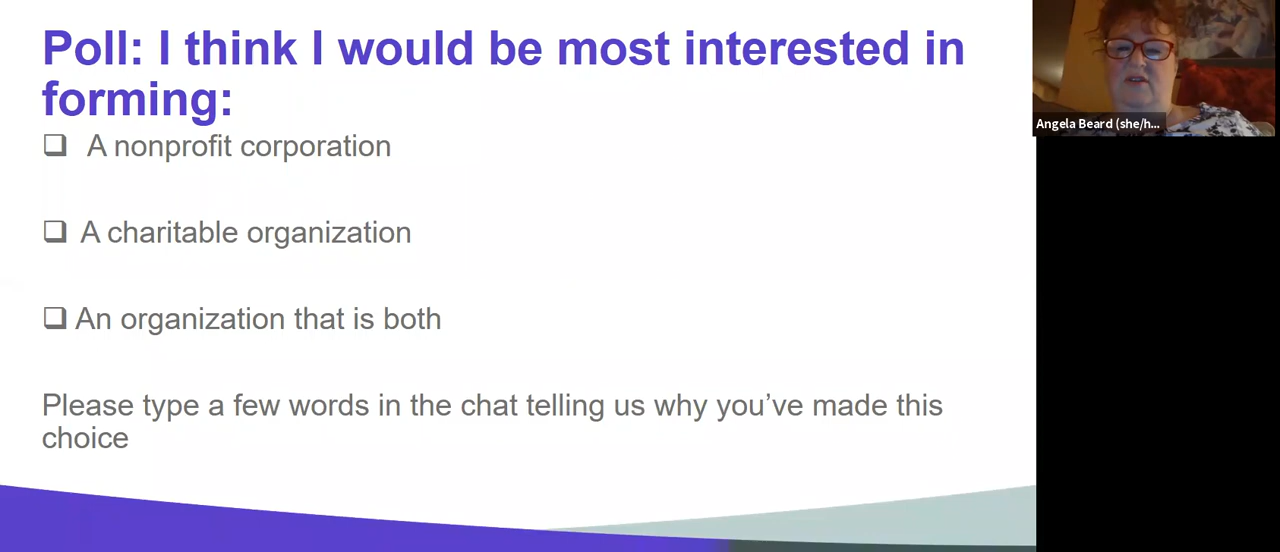 Poll: I think I would be most interested in
forming:
A nonprofit corporation
A charitable organization
An organization that is both
Please type a few words in the chat telling us why you’ve made this
choice
Angela Beard (she/h...